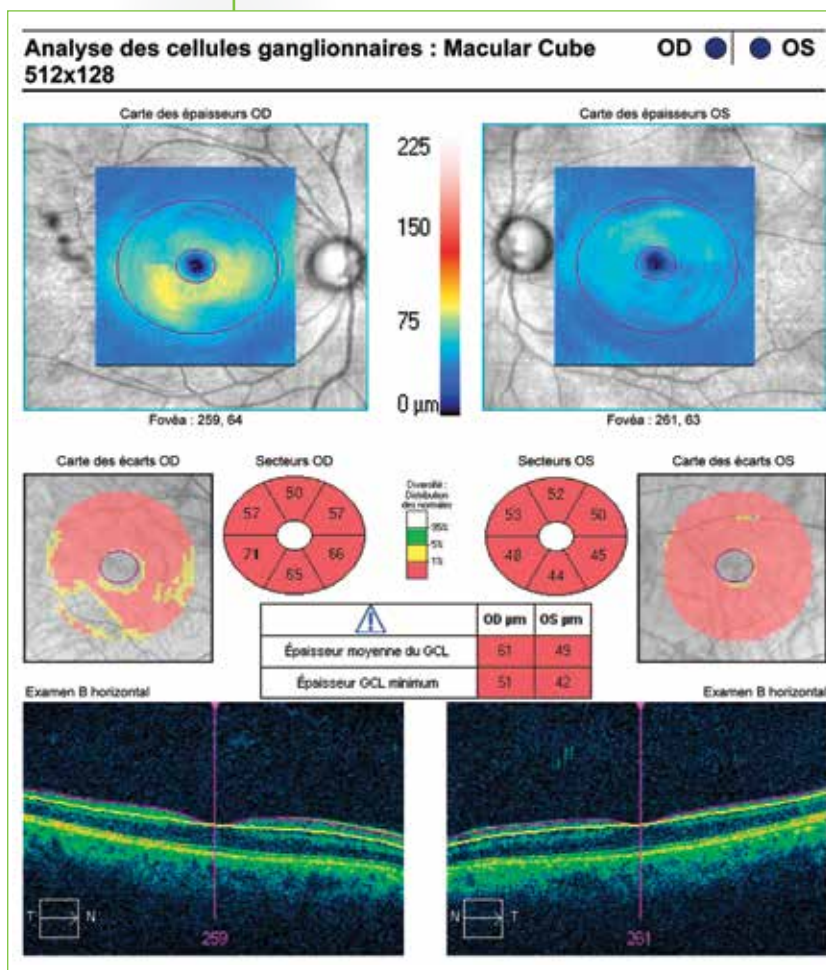 Analyse des cellules ganglionnaires : Macular Cube 512x128
OD OS
Carte des épaisseurs OD
Carte des épaisseurs OS
225
150
75
0 µm
Fovéa : 259, 64
Fovéa : 261, 63
Carte des écarts OD
Secteurs OD
Diversifié :
Distribution
des normales
95%
5%
1%
Secteurs OS
Carte des écarts OS
50
57 57
71 66
65
52
53 50
48 45
44
OD µm OS µm
Épaisseur moyenne du GCL 61 49
Épaisseur GCL minimum 51 42
Examen B horizontal
Examen B horizontal
T N
259
N T
261